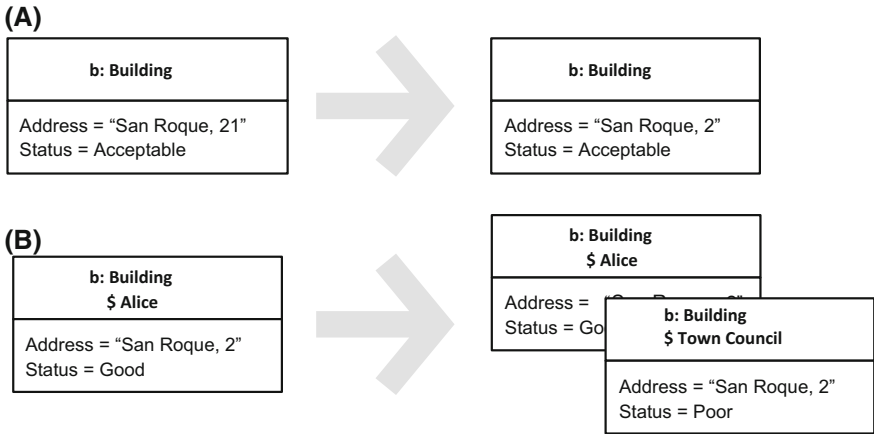 (A)
b: Building
Address = “San Roque, 21”
Status = Acceptable
b: Building
Address = “San Roque, 2”
Status = Acceptable
(B)
b: Building
$ Alice
Address = “San Roque, 2”
Status = Good
b: Building
$ Alice
Address =
Status =
b: Building
$ Town Council
Address = “San Roque, 2”
Status = Poor